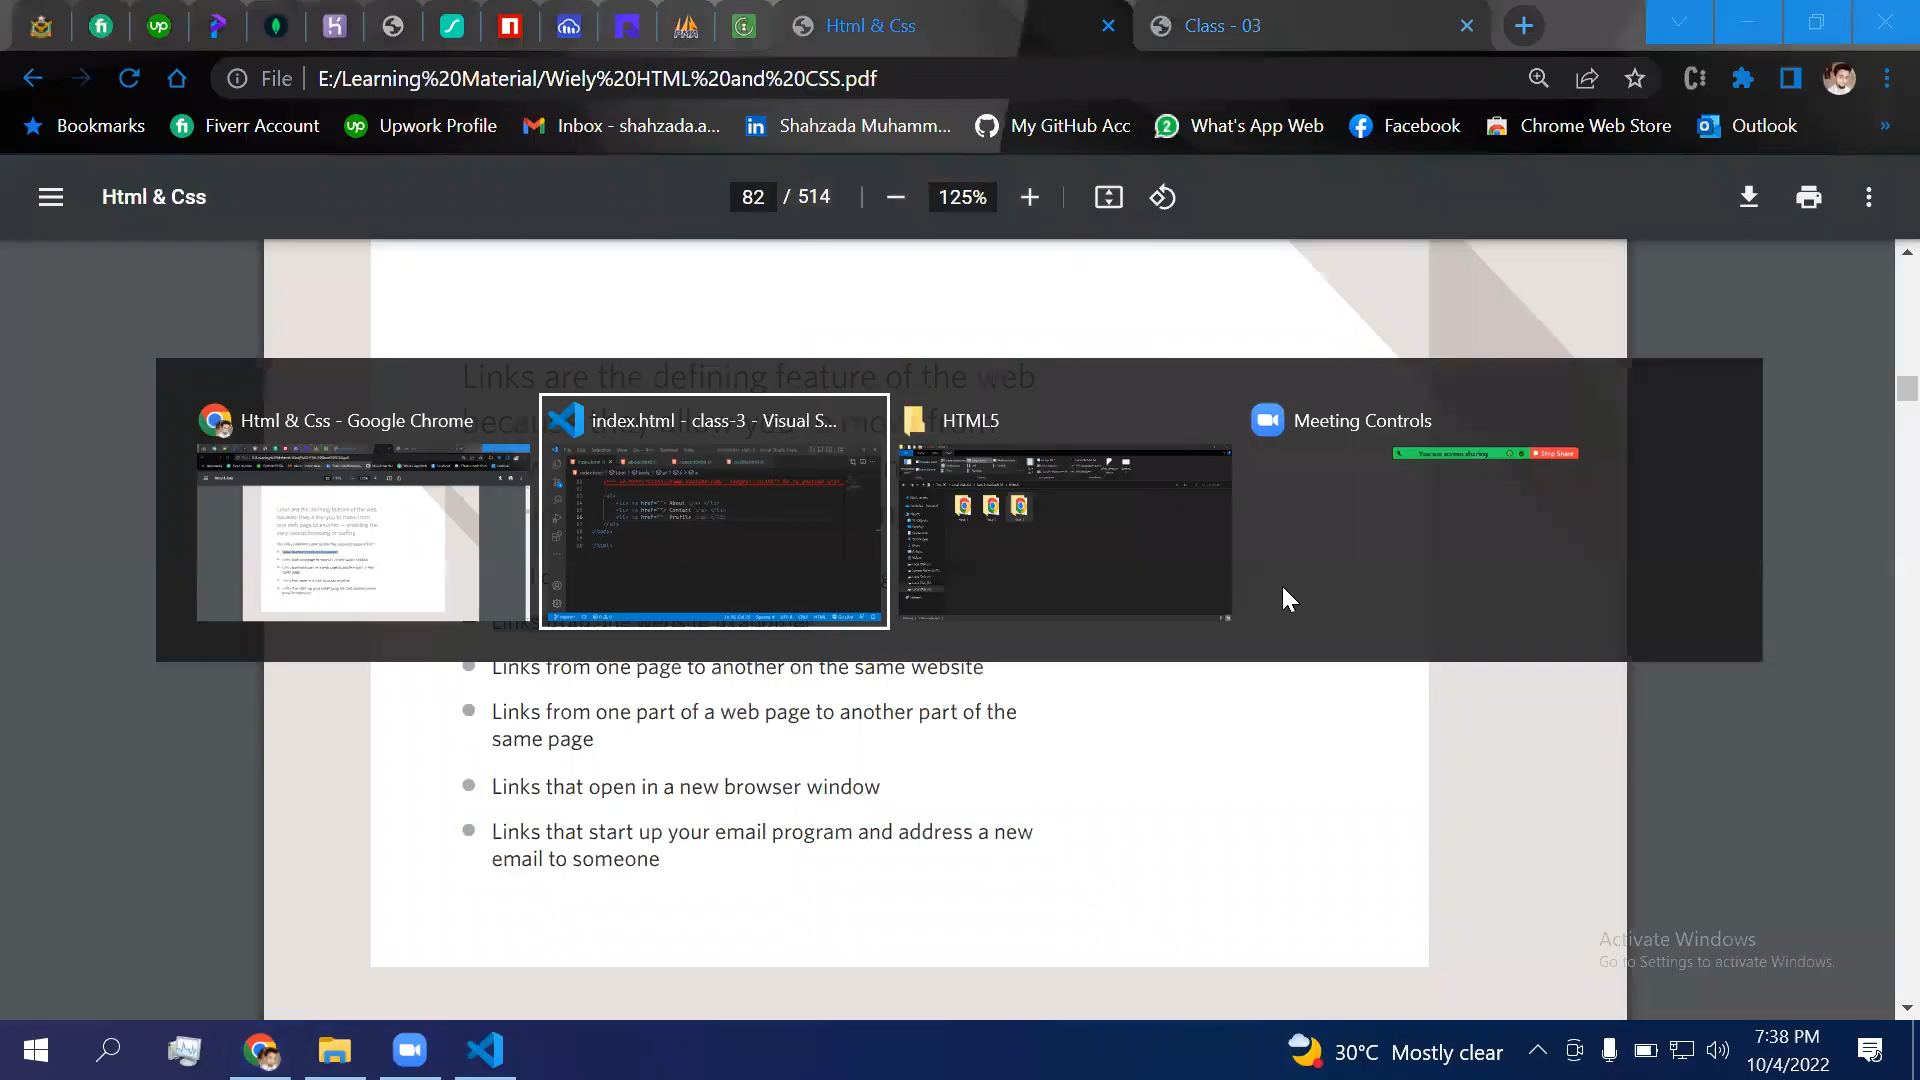 Html & Css
Class - 03
File
E:/Learning%20Material/Wiely%20HTML%20and%20CSS.pdf
Bookmarks
Fiverr Account
Upwork Profile
Inbox - shahzada.a...
Shahzada Muhamm...
My GitHub Acc
What's App Web
Facebook
Chrome Web Store
Outlook
»
Html & Css
82 / 514
125%
Links are the defining feature of the web
Html & Css - Google Chrome
index.html - class-3 - Visual S...
HTML5
Meeting Controls
You are screen sharing
Stop Share
Links from one page to another on the same website
Links from one part of a web page to another part of the
same page
Links that open in a new browser window
Links that start up your email program and address a new
email to someone
Activate Windows
Go to Settings to activate Windows.
30°C Mostly clear
7:38 PM
10/4/2022